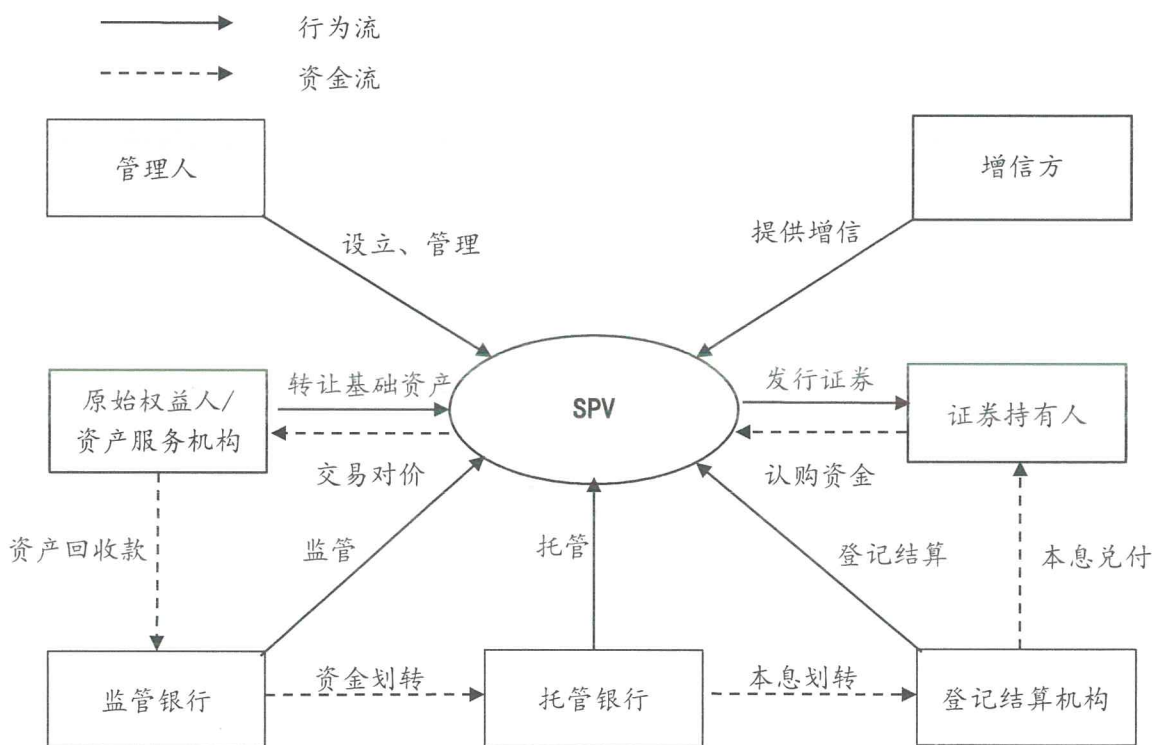 行为流
资金流
管理人
增信方
设立、管理
提供增信
原始权益人/
资产服务机构
转让基础资产
交易对价
SPV
发行证券
认购资金
证券持有人
资产回收款
监管
托管
登记结算
本息兑付
监管银行
资金划转
托管银行
本息划转
登记结算机构